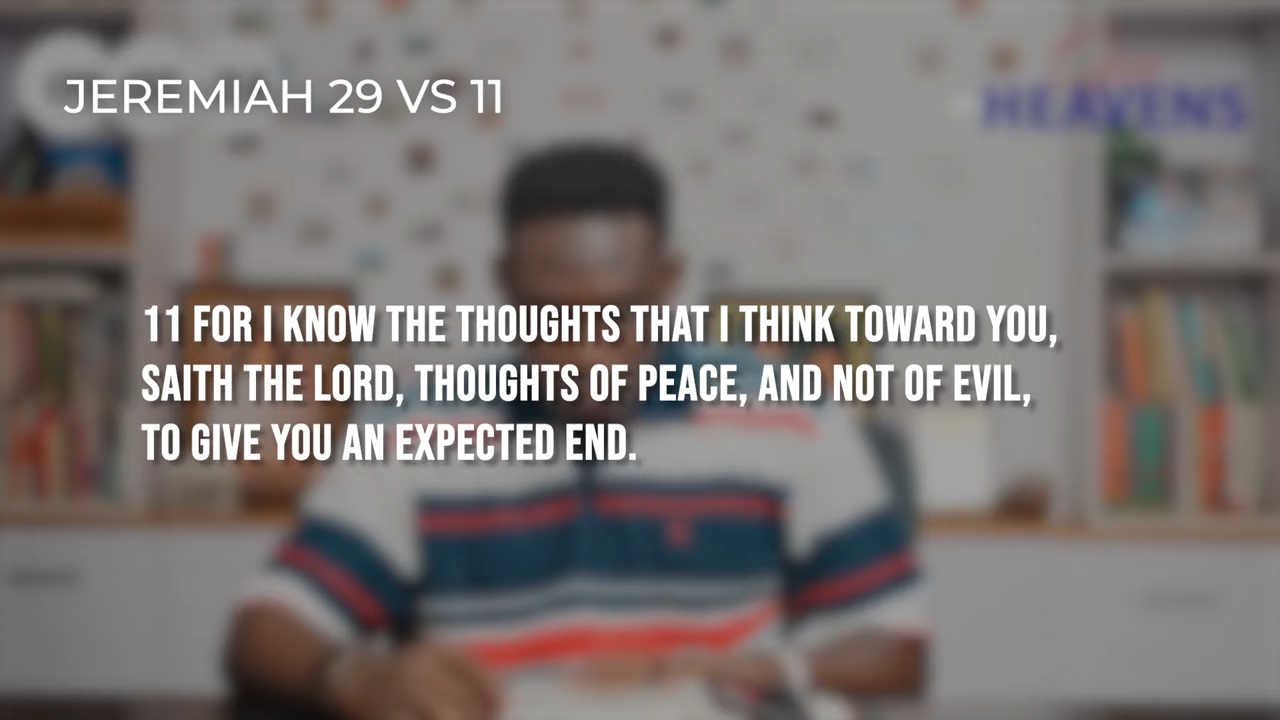 JEREMIAH 29 VS 11
HEAVENS
11 FOR I KNOW THE THOUGHTS THAT I THINK TOWARD YOU,
SAITH THE LORD, THOUGHTS OF PEACE, AND NOT OF EVIL,
TO GIVE YOU AN EXPECTED END.